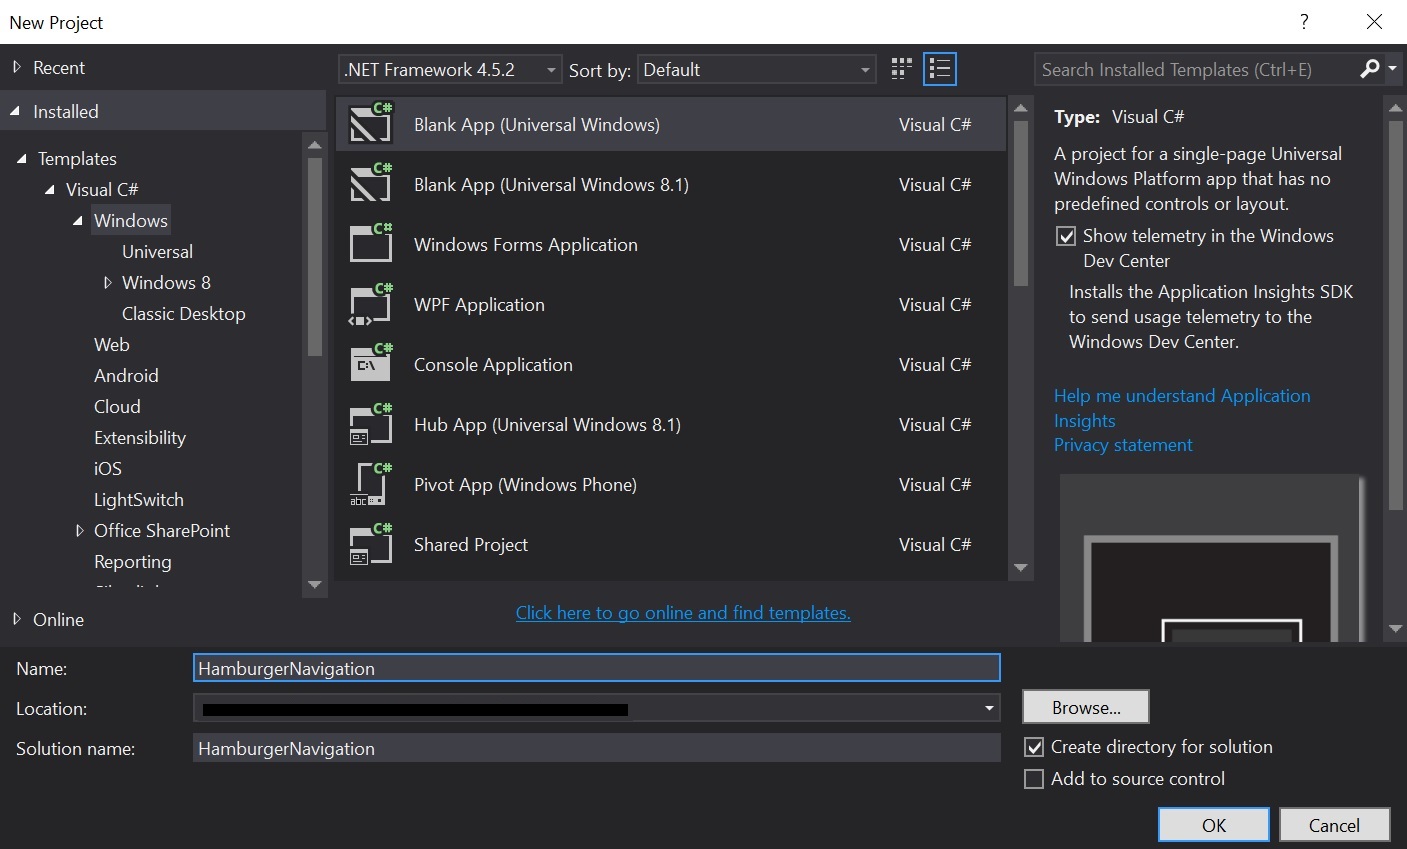 New Project
?
Recent
Installed
Templates
Visual C#
Windows
Universal
Windows 8
Classic Desktop
Web
Android
Cloud
Extensibility
iOS
LightSwitch
Office SharePoint
Reporting
Online
.NET Framework 4.5.2
Sort by:
Default
C# Blank App (Universal Windows) Visual C#
C# Blank App (Universal Windows 8.1) Visual C#
C# Windows Forms Application Visual C#
C# WPF Application Visual C#
C# C:\ Console Application Visual C#
C# Hub App (Universal Windows 8.1) Visual C#
C# abc Pivot App (Windows Phone) Visual C#
C# Shared Project Visual C#
Click here to go online and find templates.
Search Installed Templates (Ctrl+E)
Type: Visual C#
A project for a single-page Universal
Windows Platform app that has no
predefined controls or layout.
Show telemetry in the Windows
Dev Center
Installs the Application Insights SDK
to send usage telemetry to the
Windows Dev Center.
Help me understand Application
Insights
Privacy statement
Name: HamburgerNavigation
Location:
Browse...
Solution name: HamburgerNavigation
Create directory for solution
Add to source control
OK
Cancel